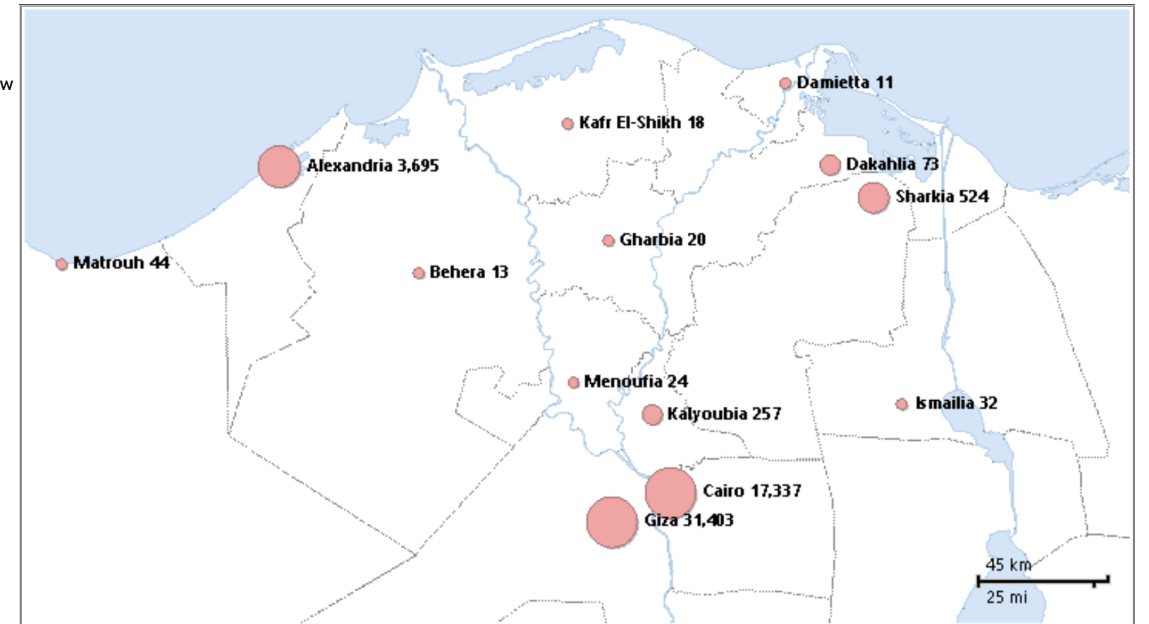 w
Damietta 11
Kafr El-Shikh 18
Alexandria 3,695
Dakahlia 73
Sharkia 524
Gharbia 20
Matrouh 44
Behera 13
Menoufia 24
Kalyoubia 257
Ismailia 32
Cairo 17,337
Giza 31,403
45 km
25 mi